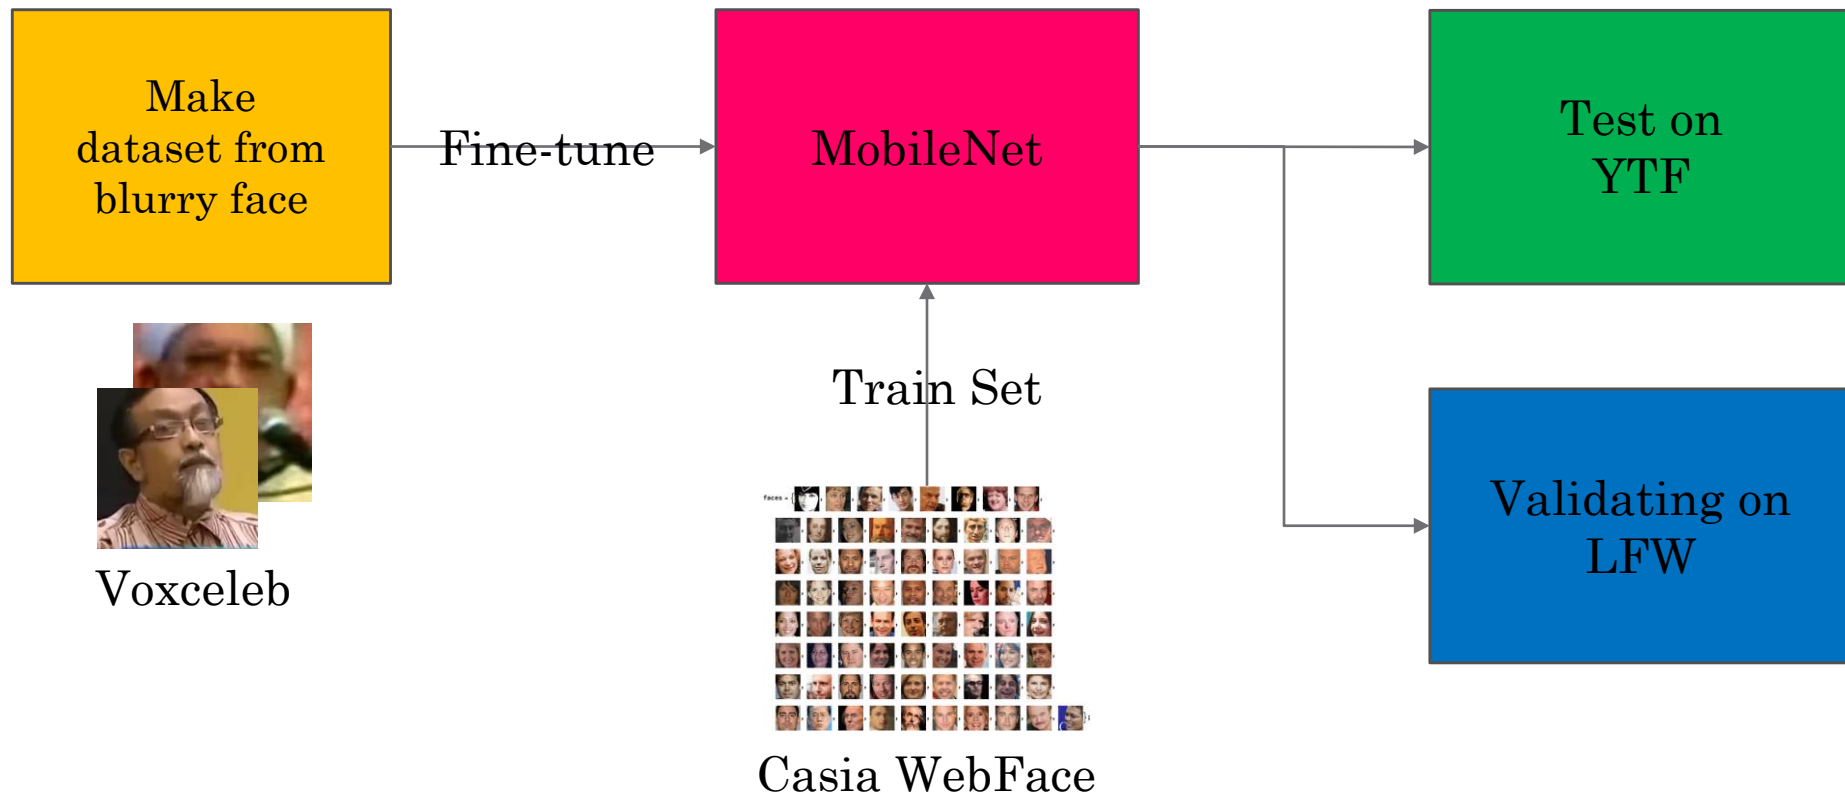 Make
dataset from
blurry face
Fine-tune
MobileNet
Test on
YTF
Train Set
Validating on
LFW
Voxceleb
faces = {
Casia WebFace